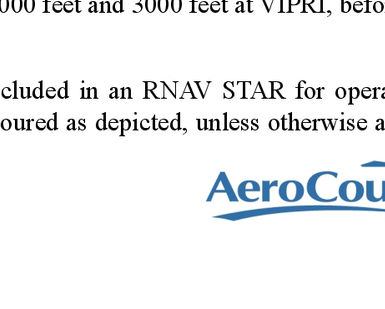 000 feet and 3000 feet at VIPRI, befo
cluded in an RNAV STAR for opera
oured as depicted, unless otherwise a
AeroCou